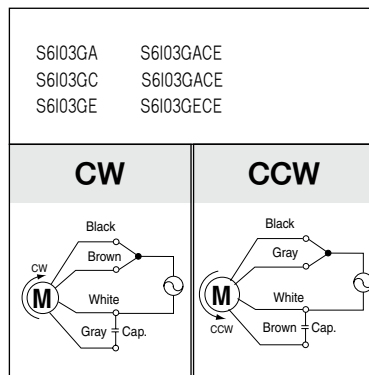 S6I03GA S6I03GACE
S6I03GC S6I03GACE
S6I03GE S6I03GECE
CW CCW
Black
Brown
CW
M
White
Gray Cap.
Black
Gray
M
White
CCW
Brown Cap.